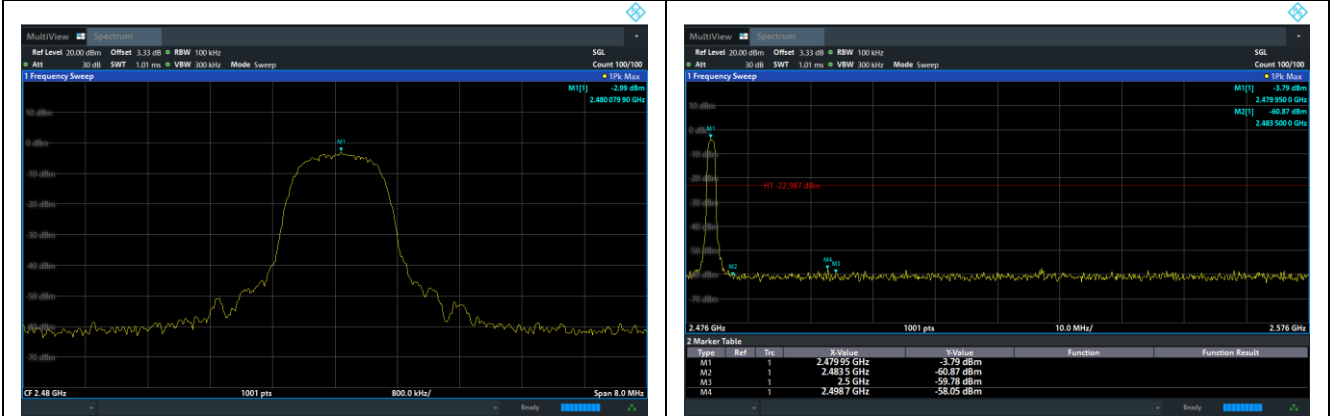 MultiView Spectrum
Ref Level 20.00 dBm Offset 3.33 dB RBW 100 kHz SGL
Att 30 dB SWT 1.01 ms VBW 300 kHz Mode Sweep Count 100/100
1 Frequency Sweep 1Pk Max
M1[1] -2.99 dBm
2.480 079 90 GHz
10 dBm
0 dBm
M1
-10 dBm
-20 dBm
-30 dBm
-40 dBm
-50 dBm
-60 dBm
-70 dBm
CF 2.48 GHz 1001 pts 800.0 kHz/ Span 8.0 MHz
Ready
MultiView Spectrum
Ref Level 20.00 dBm Offset 3.33 dB RBW 100 kHz SGL
Att 30 dB SWT 1.01 ms VBW 300 kHz Mode Sweep Count 100/100
1 Frequency Sweep 1Pk Max
M1[1] -3.79 dBm
2.479 950 0 GHz
M2[1] -60.87 dBm
2.483 500 0 GHz
10 dBm
0 dBm
M1
-10 dBm
-20 dBm
H1 -22.987 dBm
-30 dBm
-40 dBm
-50 dBm
M2 M4 M3
-60 dBm
-70 dBm
2.476 GHz 1001 pts 10.0 MHz/ 2.576 GHz
2 Marker Table
Type Ref Trc X-Value Y-Value Function Function Result
M1 1 2.479 95 GHz -3.79 dBm
M2 1 2.483 5 GHz -60.87 dBm
M3 1 2.5 GHz -59.78 dBm
M4 1 2.498 7 GHz -58.05 dBm
Ready